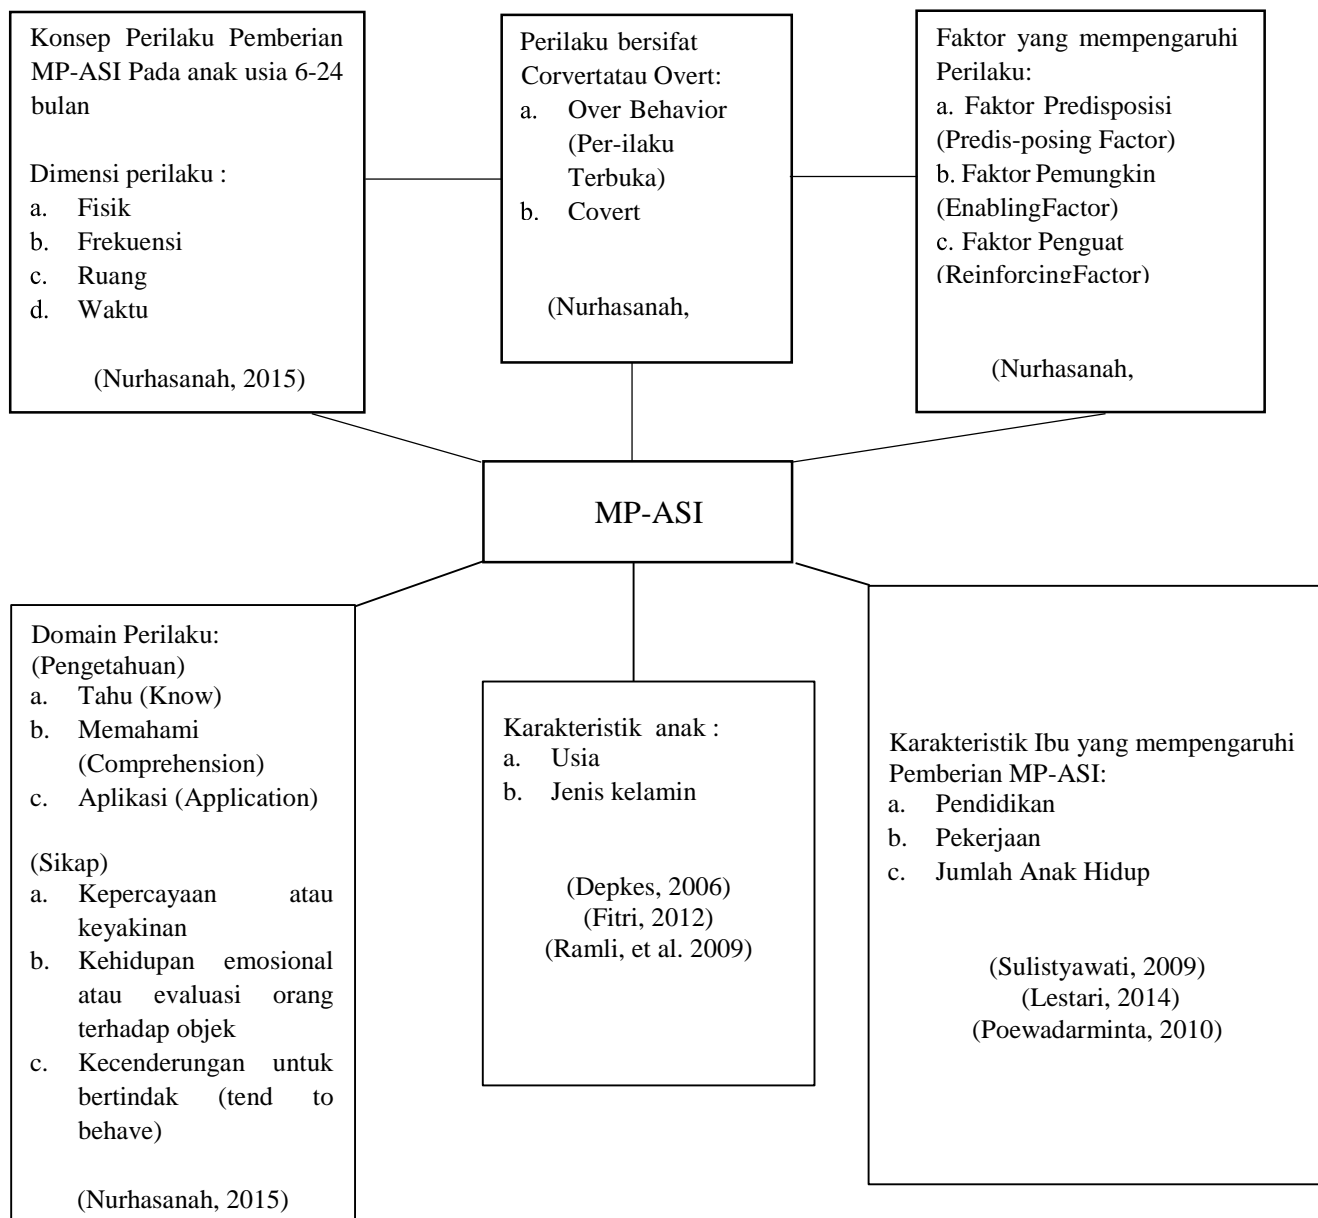 Konsep Perilaku Pemberian
MP-ASI Pada anak usia 6-24
bulan
Dimensi perilaku :
a. Fisik
b. Frekuensi
c. Ruang
d. Waktu
(Nurhasanah, 2015)
Perilaku bersifat
Corvertatau Overt:
a. Over Behavior
(Per-ilaku
Terbuka)
b. Covert
(Nurhasanah,
Faktor yang mempengaruhi
Perilaku:
a. Faktor Predisposisi
(Predis-posing Factor)
b. Faktor Pemungkin
(EnablingFactor)
c. Faktor Penguat
(ReinforcingFactor)
(Nurhasanah,
MP-ASI
Domain Perilaku:
(Pengetahuan)
a. Tahu (Know)
b. Memahami
(Comprehension)
c. Aplikasi (Application)
(Sikap)
a. Kepercayaan atau
keyakinan
b. Kehidupan emosional
atau evaluasi orang
terhadap objek
c. Kecenderungan untuk
bertindak (tend to
behave)
(Nurhasanah, 2015)
Karakteristik anak :
a. Usia
b. Jenis kelamin
(Depkes, 2006)
(Fitri, 2012)
(Ramli, et al. 2009)
Karakteristik Ibu yang mempengaruhi
Pemberian MP-ASI:
a. Pendidikan
b. Pekerjaan
c. Jumlah Anak Hidup
(Sulistyawati, 2009)
(Lestari, 2014)
(Poewadarminta, 2010)